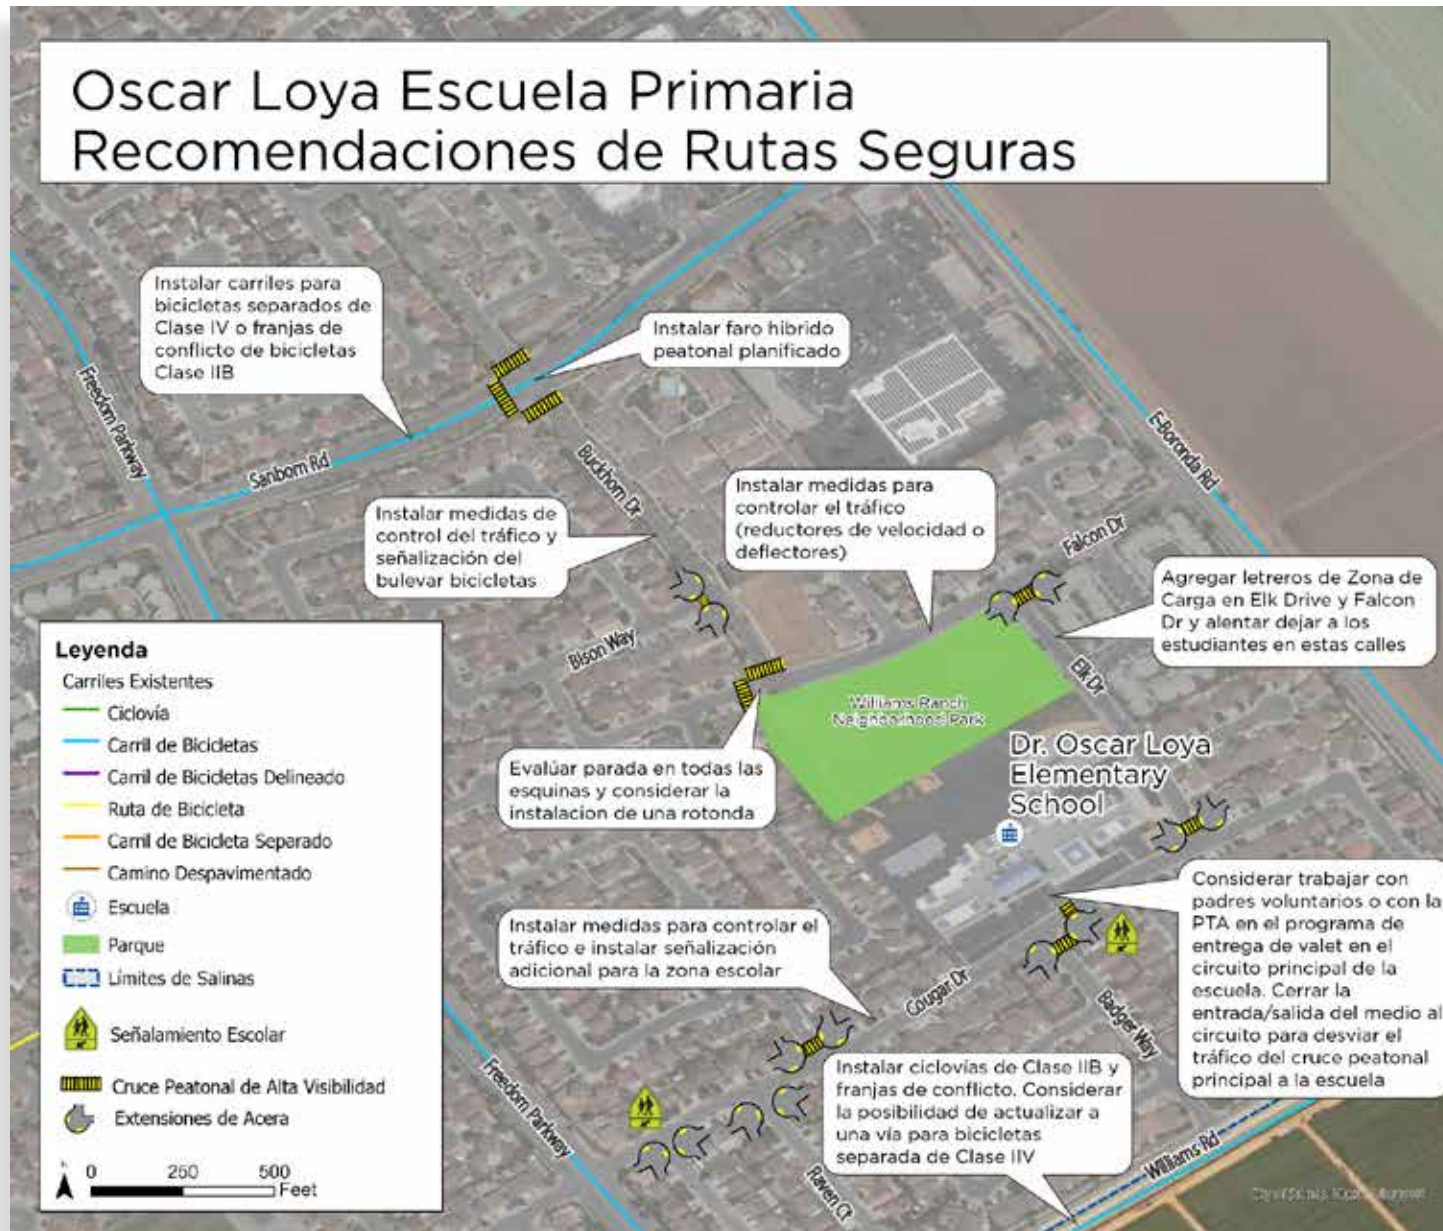 Oscar Loya Escuela Primaria
Recomendaciones de Rutas Seguras
Instalar carriles para
bicicletas separados de
Clase IV o franjas de
conflicto de bicicletas
Clase IIB
Instalar faro hibrido
peatonal planificado
Freedom Parkway
Sanborn Rd
Buckhorn Dr
E-Boronda Rd
Instalar medidas de
control del tráfico y
señalización del
bulevar bicicletas
Instalar medidas para
controlar el tráfico
(reductores de velocidad o
deflectores)
Falcon Dr
Agregar letreros de Zona de
Carga en Elk Drive y Falcon
Dr y alentar dejar a los
estudiantes en estas calles
Bison Way
Elk Dr
Williams Ranch
Neighborhood Park
Dr. Oscar Loya
Elementary
School
Evalúar parada en todas las
esquinas y considerar la
instalacion de una rotonda
Leyenda
Carriles Existentes
Ciclovía
Carril de Bicicletas
Carril de Bicicletas Delineado
Ruta de Bicicleta
Carril de Bicicleta Separado
Camino Despavimentado
Escuela
Parque
Límites de Salinas
Señalamiento Escolar
Cruce Peatonal de Alta Visibilidad
Extensiones de Acera
0 250 500
Feet
Considerar trabajar con
padres voluntarios o con la
PTA en el programa de
entrega de valet en el
circuito principal de la
escuela. Cerrar la
entrada/salida del medio al
circuito para desviar el
tráfico del cruce peatonal
principal a la escuela
Instalar medidas para controlar el
tráfico e instalar señalización
adicional para la zona escolar
Cougar Dr
Badger Way
Freedom Parkway
Instalar ciclovías de Clase IIB y
franjas de conflicto. Considerar
la posibilidad de actualizar a
una vía para bicicletas
separada de Clase IIV
Raven Ct
Williams Rd